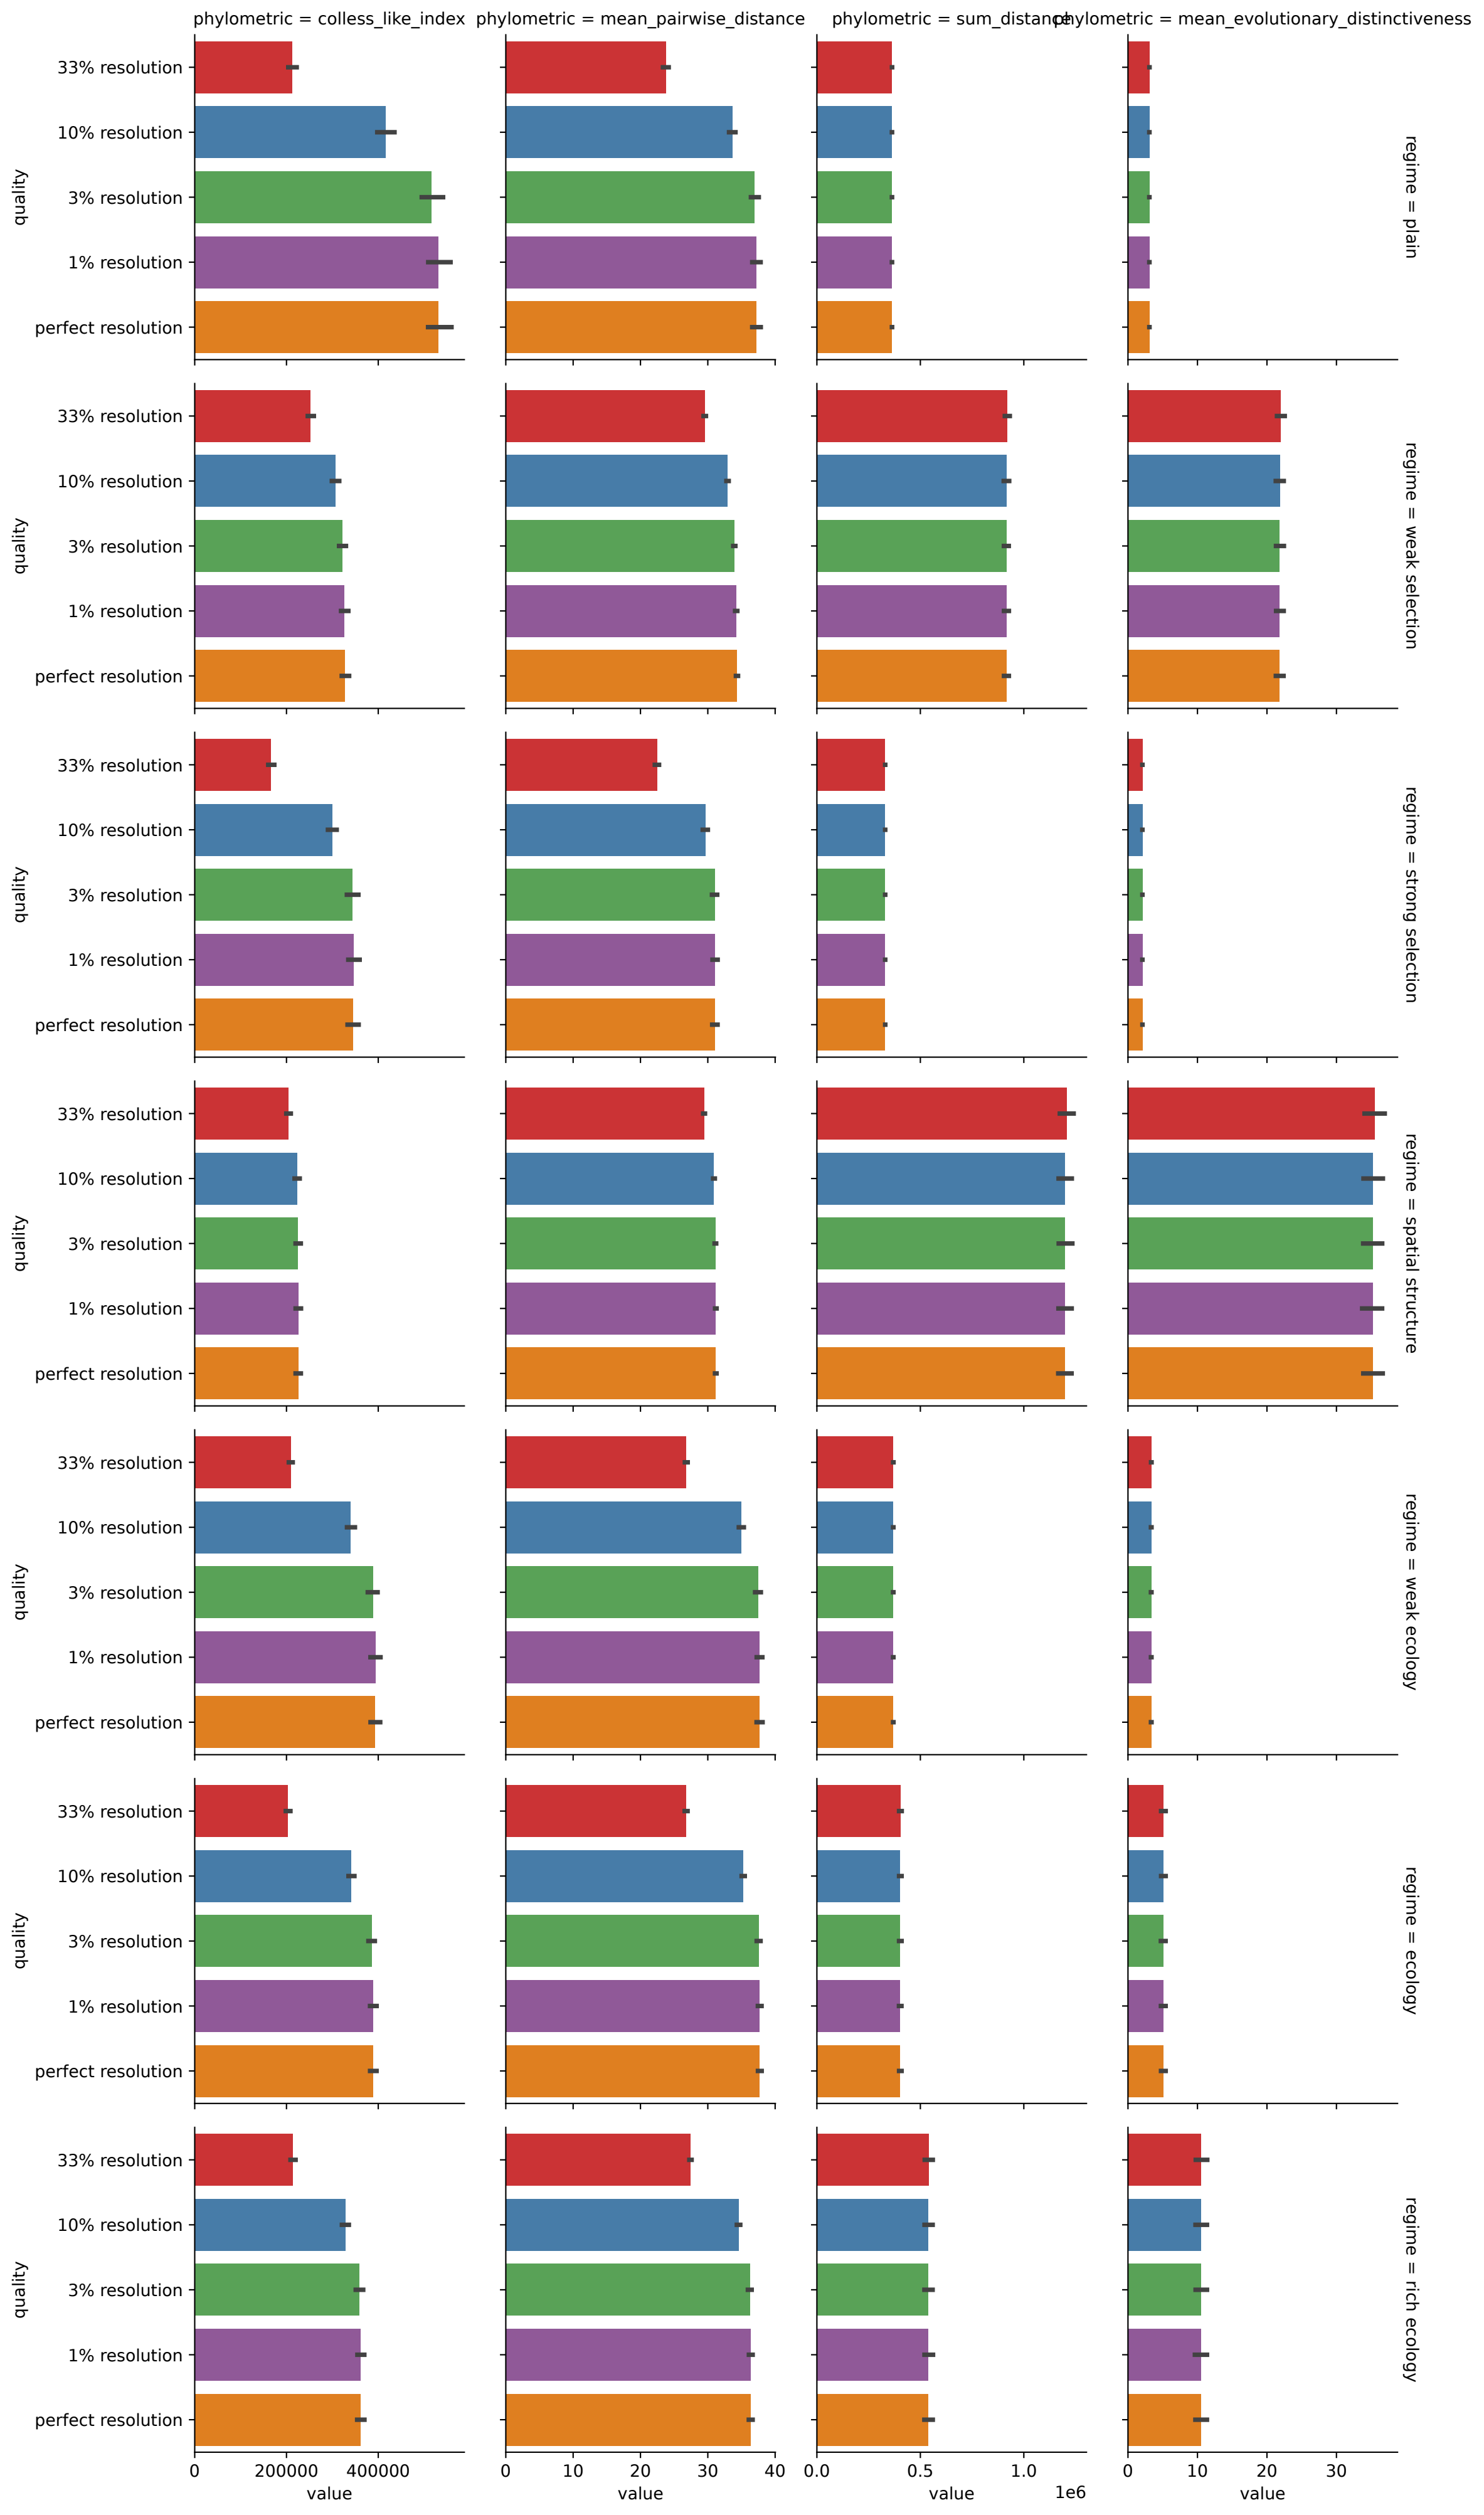 phylometric = colless_like_index
phylometric = mean_pairwise_distance
phylometric = sum_distance
phylometric = mean_evolutionary_distinctiveness
quality
33% resolution
10% resolution
3% resolution
1% resolution
perfect resolution
regime = plain
quality
33% resolution
10% resolution
3% resolution
1% resolution
perfect resolution
regime = weak selection
quality
33% resolution
10% resolution
3% resolution
1% resolution
perfect resolution
regime = strong selection
quality
33% resolution
10% resolution
3% resolution
1% resolution
perfect resolution
regime = spatial structure
quality
33% resolution
10% resolution
3% resolution
1% resolution
perfect resolution
regime = weak ecology
quality
33% resolution
10% resolution
3% resolution
1% resolution
perfect resolution
regime = ecology
quality
33% resolution
10% resolution
3% resolution
1% resolution
perfect resolution
regime = rich ecology
0 200000 400000
value
0 10 20 30 40
value
0.0 0.5 1.0
1e6
value
0 10 20 30
value